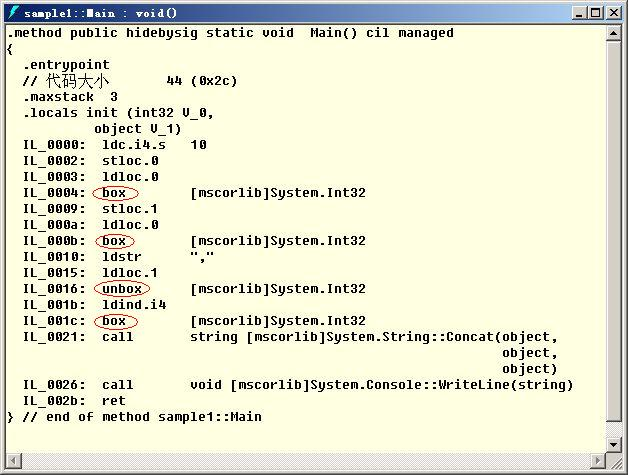 sample1::Main : void()
.method public hidebysig static void  Main() cil managed
{
  .entrypoint
  // 代码大小       44 (0x2c)
  .maxstack  3
  .locals init (int32 V_0,
           object V_1)
  IL_0000:  ldc.i4.s   10
  IL_0002:  stloc.0
  IL_0003:  ldloc.0
  IL_0004:  box        [mscorlib]System.Int32
  IL_0009:  stloc.1
  IL_000a:  ldloc.0
  IL_000b:  box        [mscorlib]System.Int32
  IL_0010:  ldstr      ","
  IL_0015:  ldloc.1
  IL_0016:  unbox      [mscorlib]System.Int32
  IL_001b:  ldind.i4
  IL_001c:  box        [mscorlib]System.Int32
  IL_0021:  call       string [mscorlib]System.String::Concat(object,
                                                              object,
                                                              object)
  IL_0026:  call       void [mscorlib]System.Console::WriteLine(string)
  IL_002b:  ret
} // end of method sample1::Main